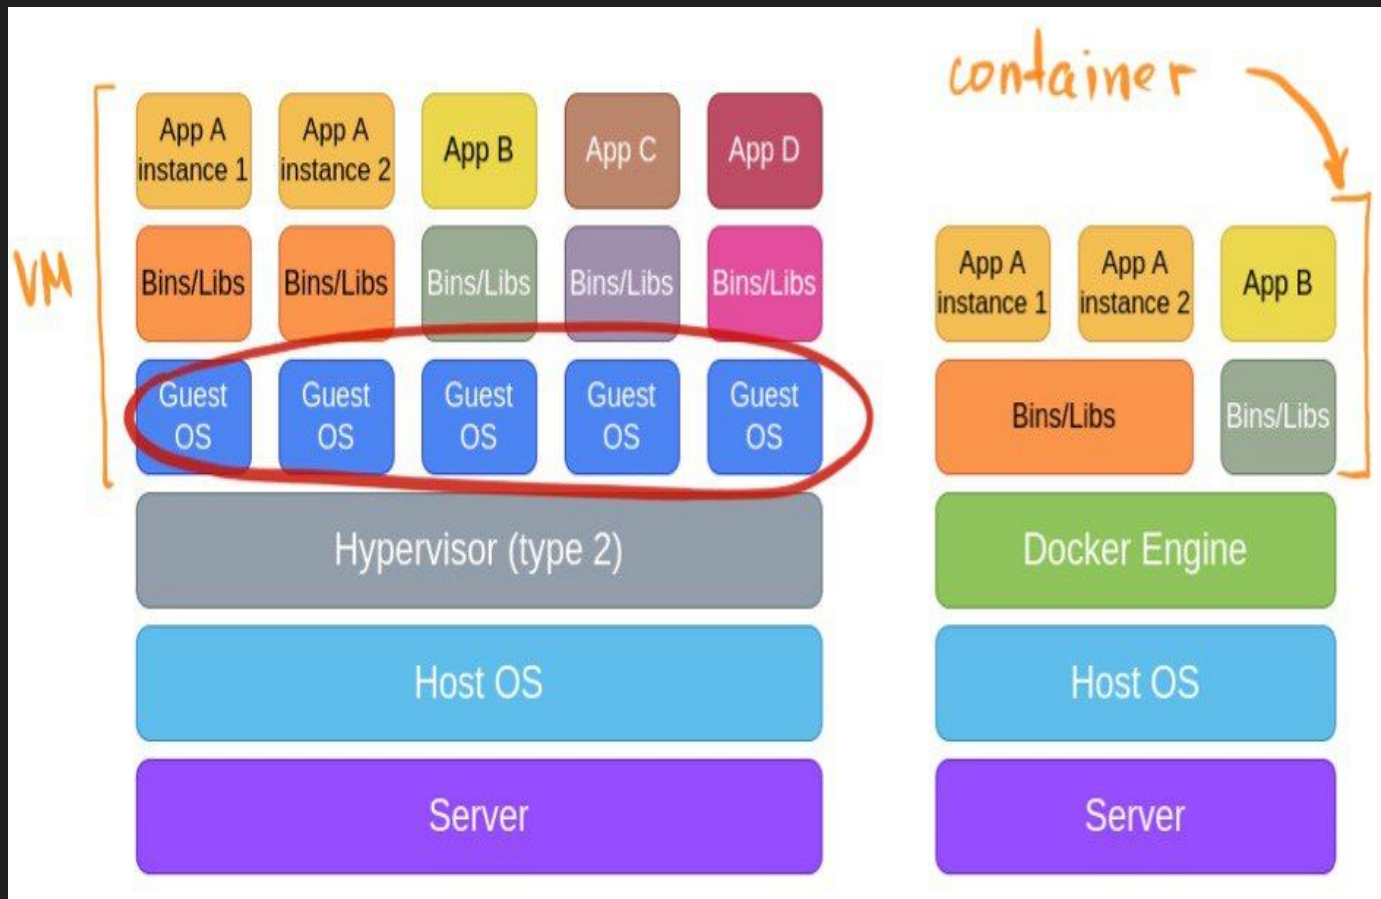 container
VM
App A
instance 1
App A
instance 2
App B
App C
App D
Bins/Libs
Bins/Libs
Bins/Libs
Bins/Libs
Bins/Libs
Guest
OS
Guest
OS
Guest
OS
Guest
OS
Guest
OS
Hypervisor (type 2)
Host OS
Server
App A
instance 1
App A
instance 2
App B
Bins/Libs
Bins/Libs
Docker Engine
Host OS
Server